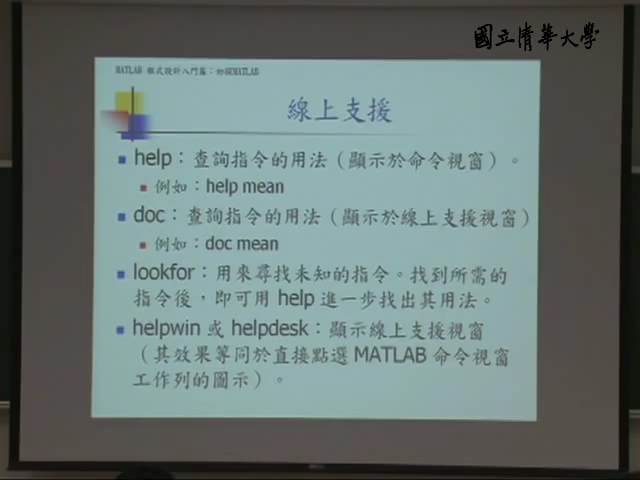 國立清華大學
MATLAB 程式設計入門篇：初探MATLAB
線上支援
help：查詢指令的用法（顯示於命令視窗）。
例如：help mean
doc：查詢指令的用法（顯示於線上支援視窗）
例如：doc mean
lookfor：用來尋找未知的指令。找到所需的
指令後，即可用 help 進一步找出其用法。
helpwin 或 helpdesk：顯示線上支援視窗
（其效果等同於直接點選 MATLAB 命令視窗
工作列的圖示）。